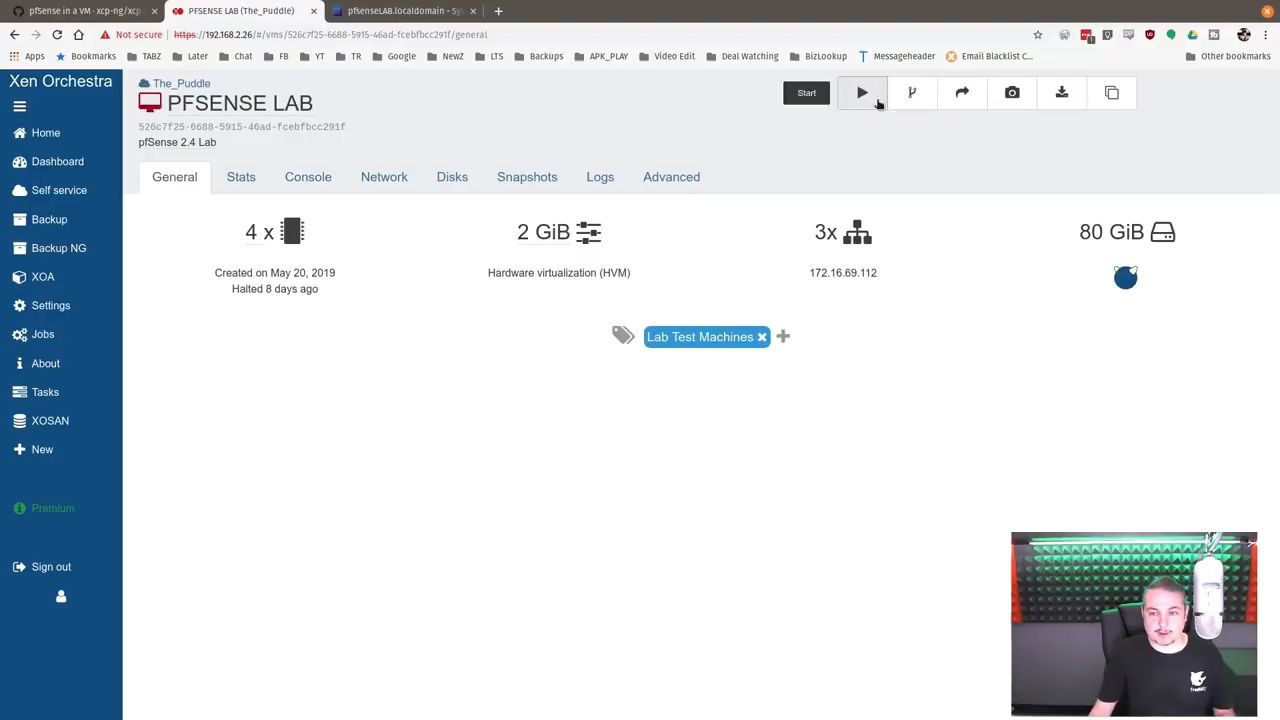 pfSense in a VM · xcp-ng/xcp
PFSENSE LAB (The_Puddle)
pfsenseLAB.localdomain - Sys
Not secure
https://192.168.2.26/#/vms/526c7f25-6688-5915-46ad-fcebfbcc291f/general
Apps
Bookmarks
TABZ
Later
Chat
FB
YT
TR
Google
NewZ
LTS
Backups
APK_PLAY
Video Edit
Deal Watching
BizLookup
Messageheader
Email Blacklist C...
Other bookmarks
Xen Orchestra
Home
Dashboard
Self service
Backup
Backup NG
XOA
Settings
Jobs
About
Tasks
XOSAN
New
Premium
Sign out
The_Puddle
PFSENSE LAB
526c7f25-6688-5915-46ad-fcebfbcc291f
pfSense 2.4 Lab
Start
General
Stats
Console
Network
Disks
Snapshots
Logs
Advanced
4 x
Created on May 20, 2019
Halted 8 days ago
2 GiB
Hardware virtualization (HVM)
3x
172.16.69.112
80 GiB
Lab Test Machines
FreeNAS